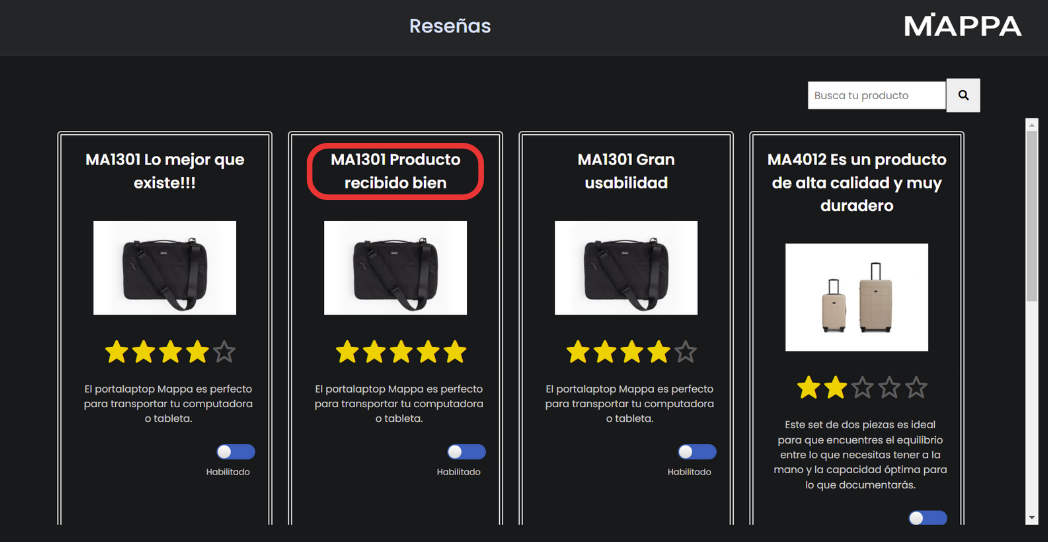 Reseñas
MAPPA
Busca tu producto
MA1301 Lo mejor que
existe!!!
El portalaptop Mappa es perfecto
para transportar tu computadora
o tableta.
Habilitado
MA1301 Producto
recibido bien
El portalaptop Mappa es perfecto
para transportar tu computadora
o tableta.
Habilitado
MA1301 Gran
usabilidad
El portalaptop Mappa es perfecto
para transportar tu computadora
o tableta.
Habilitado
MA4012 Es un producto
de alta calidad y muy
duradero
Este set de dos piezas es ideal
para que encuentres el equilibrio
entre lo que necesitas tener a la
mano y la capacidad óptima para
lo que documentarás.